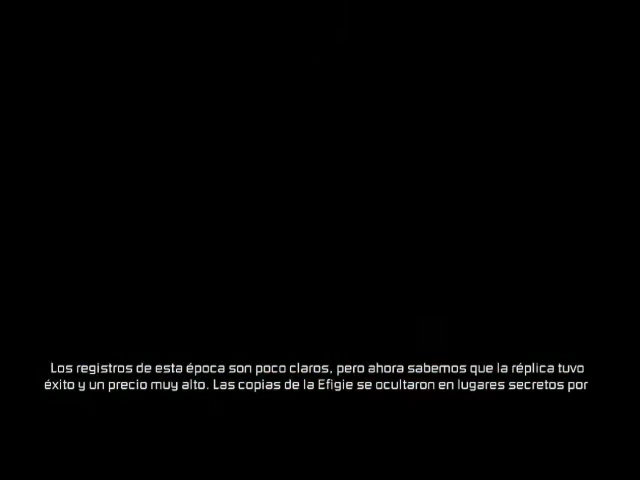 Los registros de esta época son poco claros, pero ahora sabemos que la réplica tuvo
éxito y un precio muy alto. Las copias de la Efigie se ocultaron en lugares secretos por